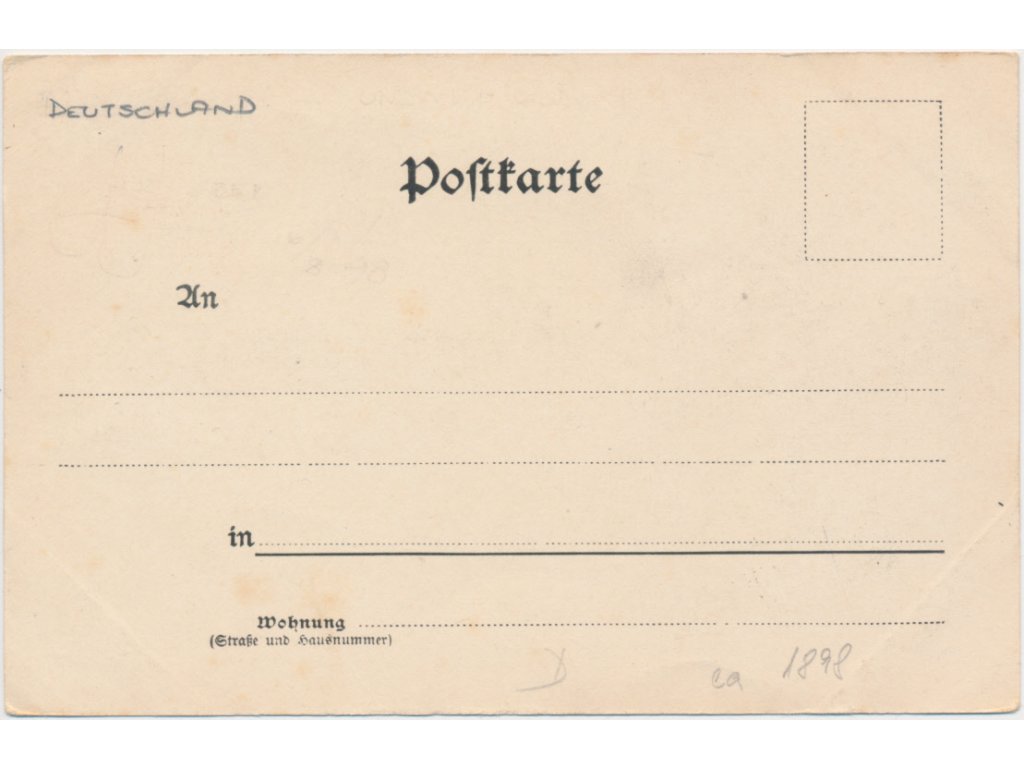 DEUTSCHLAND
Postkarte
An
in
Wohnung
(Straße und Hausnummer)
D ca 1898